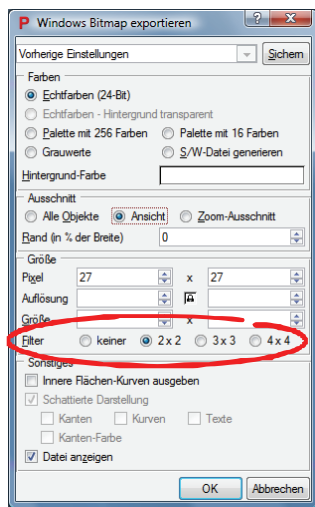 P Windows Bitmap exportieren ? X
Vorherige Einstellungen Sichern
Farben
Echtfarben (24-Bit)
Echtfarben - Hintergrund transparent
Palette mit 256 Farben Palette mit 16 Farben
Grauwerte S/W-Datei generieren
Hintergrund-Farbe
Ausschnitt
Alle Objekte Ansicht Zoom-Ausschnitt
Rand (in % der Breite) 0
Größe
Pixel 27 x 27
Auflösung
Größe x
Filter keiner 2 x 2 3 x 3 4 x 4
Sonstiges
Innere Flächen-Kurven ausgeben
Schattierte Darstellung
Kanten Kurven Texte
Kanten-Farbe
Datei anzeigen
OK Abbrechen